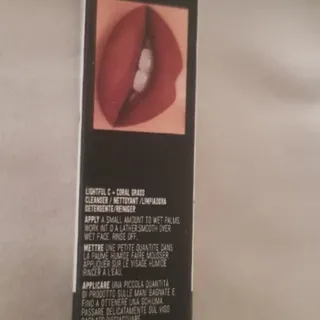 LIGHTFUL C + CORAL GRASS
CLEANSER / NETTOYANT /LIMPIADORA
DETERGENTE/REINIGER
APPLY A SMALL AMOUNT TO WET PALMS.
WORK INT O A LATHER.SMOOTH OVER
WET FACE. RINSE OFF.
METTRE UNE PETITE QUANTITE DANS
LA PAUME HUMIDE FAIRE MOUSSER
APPLIQUER SUR LE VISAGE HUMIDE
RINCER A L'EAU.
APPLICARE UNA PICCOLA QUANTITÀ
DI PRODOTTO SULLE MANI BAGNATE E
FINO A OTTENERE UNA SCHIUMA.
PASSARE DELICATAMENTE SUL VISO